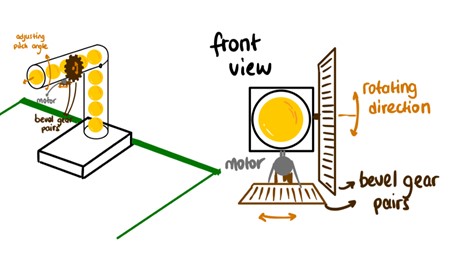 adjusting
pitch angle
motor
bevel gear
pairs
front
view
rotating
direction
motor
bevel gear
pairs